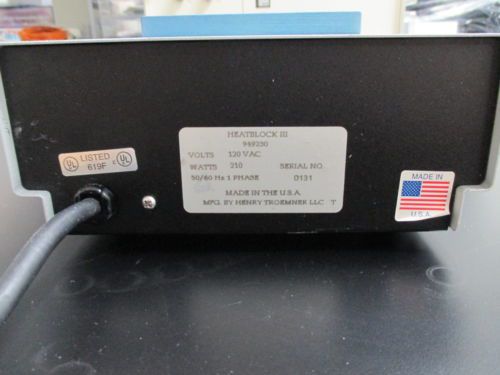 LISTED
619F
HEATBLOCK III
949230
VOLTS 120 VAC
WATTS 210 SERIAL NO.
50/60 Hz 1 PHASE 0131
MADE IN THE U.S.A.
MFG. BY HENRY TROEMNER LLC T
MADE IN
U.S.A.